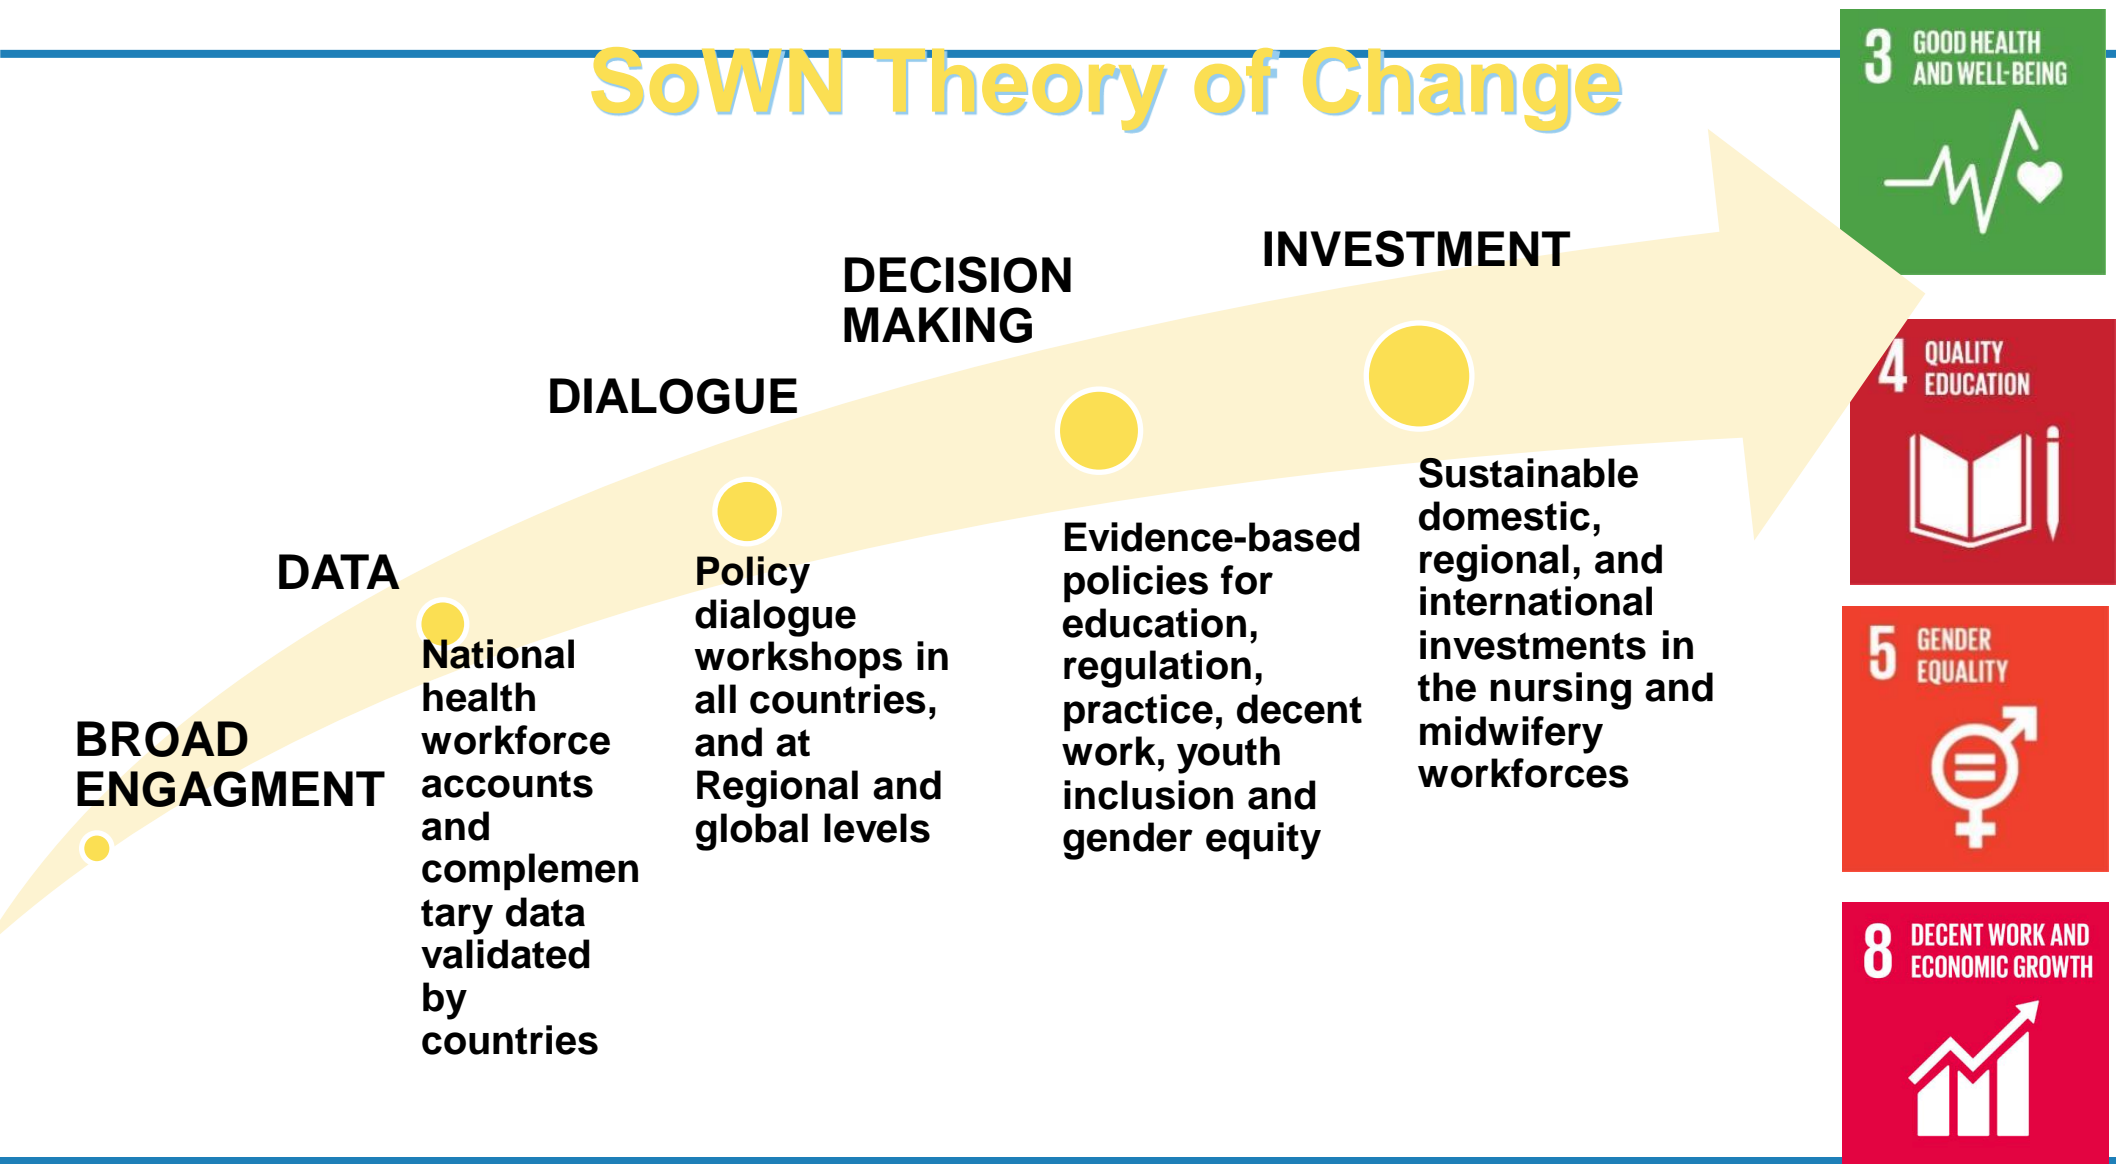 SoWN Theory of Change
BROAD
ENGAGMENT
DATA
National
health
workforce
accounts
and
complemen
tary data
validated
by
countries
DIALOGUE
Policy
dialogue
workshops in
all countries,
and at
Regional and
global levels
DECISION
MAKING
Evidence-based
policies for
education,
regulation,
practice, decent
work, youth
inclusion and
gender equity
INVESTMENT
Sustainable
domestic,
regional, and
international
investments in
the nursing and
midwifery
workforces
3 GOOD HEALTH
AND WELL-BEING
4 QUALITY
EDUCATION
5 GENDER
EQUALITY
8 DECENT WORK AND
ECONOMIC GROWTH